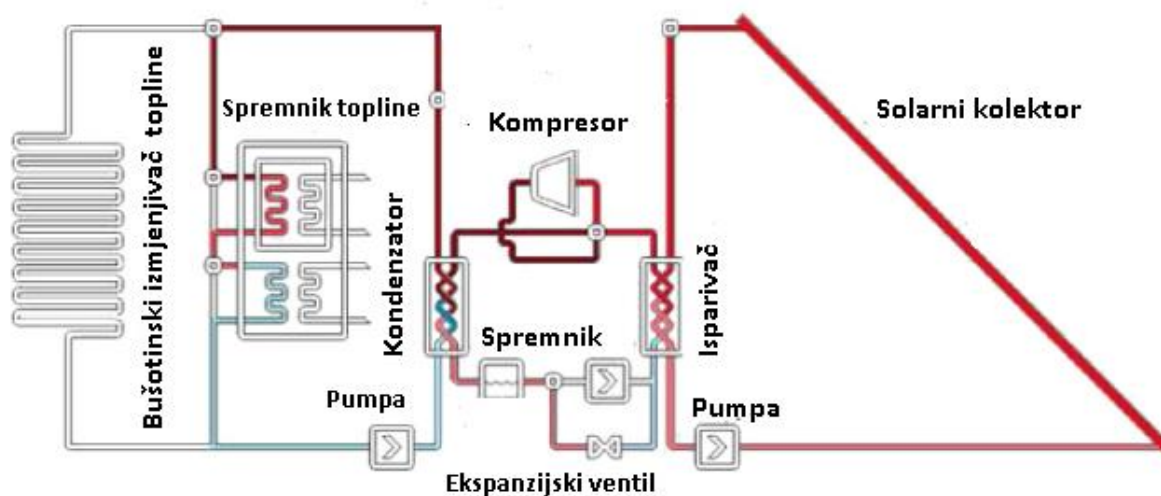 Bušotinski izmjenjivač topline
Spremnik topline
Kompresor
Solarni kolektor
Kondenzator
Isparivač
Spremnik
Pumpa
Pumpa
Ekspanzijski ventil